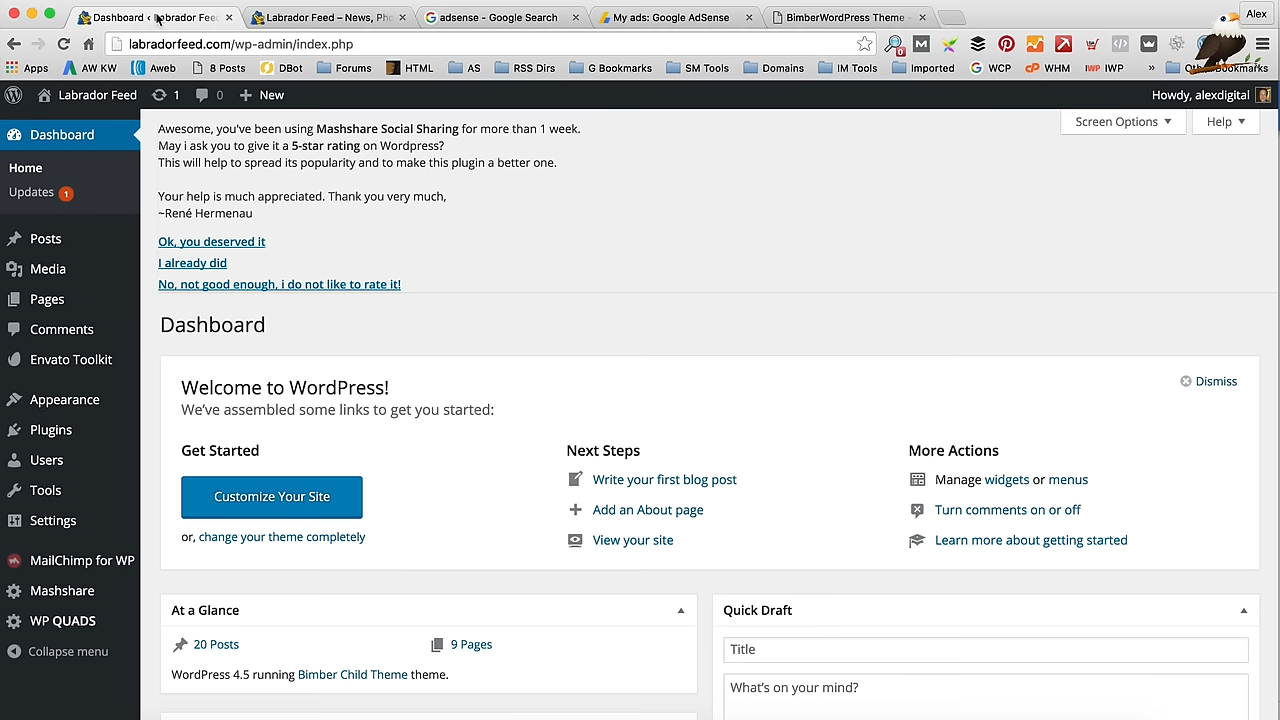 Dashboard ‹ Labrador Feed
Labrador Feed – News, Pho
adsense - Google Search
My ads: Google AdSense
BimberWordPress Theme -
Alex
labradorfeed.com/wp-admin/index.php
Apps
AW KW
Aweb
8 Posts
DBot
Forums
HTML
AS
RSS Dirs
G Bookmarks
SM Tools
Domains
IM Tools
Imported
WCP
WHM
IWP
»
Bookmarks
Labrador Feed
1
0
New
Howdy, alexdigital
Screen Options
Help
Dashboard
Home
Updates 1
Posts
Media
Pages
Comments
Envato Toolkit
Appearance
Plugins
Users
Tools
Settings
MailChimp for WP
Mashshare
WP QUADS
Collapse menu
Awesome, you've been using Mashshare Social Sharing for more than 1 week.
May i ask you to give it a 5-star rating on Wordpress?
This will help to spread its popularity and to make this plugin a better one.
Your help is much appreciated. Thank you very much,
~René Hermenau
Ok, you deserved it
I already did
No, not good enough, i do not like to rate it!
Dashboard
Welcome to WordPress!
We've assembled some links to get you started:
Dismiss
Get Started
Customize Your Site
or, change your theme completely
Next Steps
Write your first blog post
Add an About page
View your site
More Actions
Manage widgets or menus
Turn comments on or off
Learn more about getting started
At a Glance
20 Posts
9 Pages
WordPress 4.5 running Bimber Child Theme theme.
Quick Draft
Title
What's on your mind?